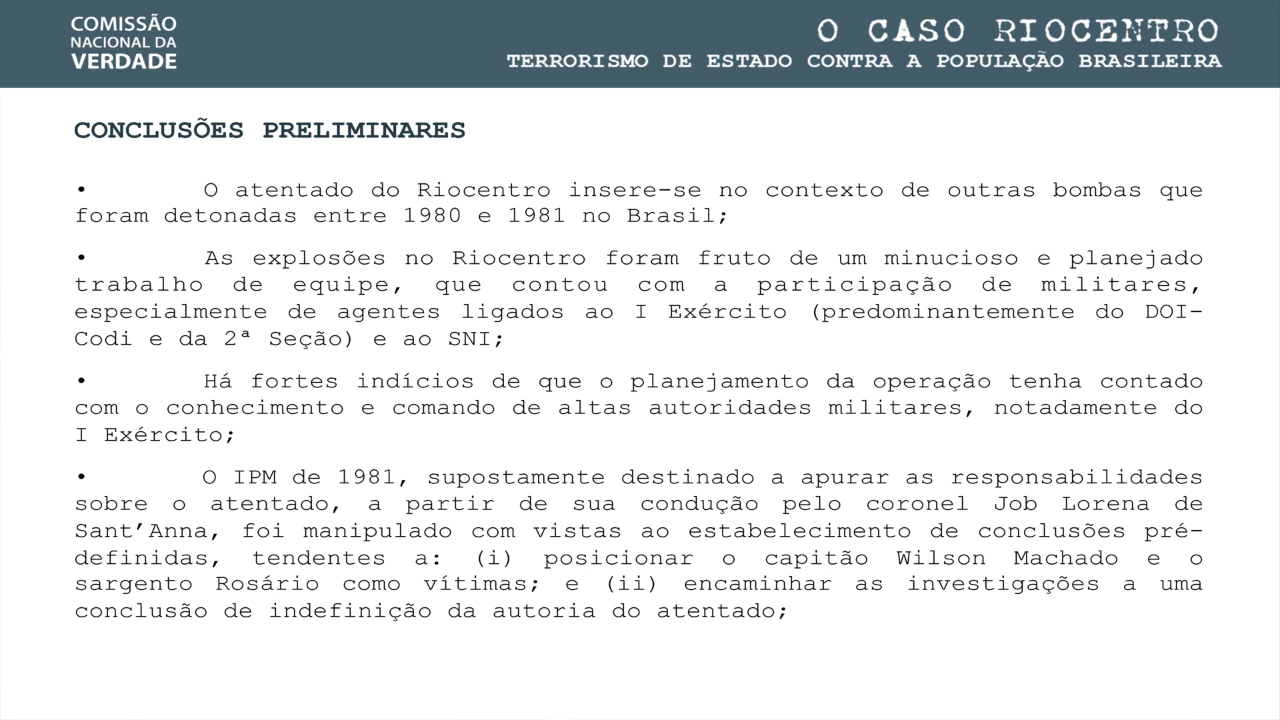 COMISSÃO
NACIONAL DA
VERDADE
O CASO RIOCENTRO
TERRORISMO DE ESTADO CONTRA A POPULAÇÃO BRASILEIRA
CONCLUSÕES PRELIMINARES
• O atentado do Riocentro insere-se no contexto de outras bombas que
foram detonadas entre 1980 e 1981 no Brasil;
• As explosões no Riocentro foram fruto de um minucioso e planejado
trabalho de equipe, que contou com a participação de militares,
especialmente de agentes ligados ao I Exército (predominantemente do DOI-
Codi e da 2ª Seção) e ao SNI;
• Há fortes indícios de que o planejamento da operação tenha contado
com o conhecimento e comando de altas autoridades militares, notadamente do
I Exército;
• O IPM de 1981, supostamente destinado a apurar as responsabilidades
sobre o atentado, a partir de sua condução pelo coronel Job Lorena de
Sant’Anna, foi manipulado com vistas ao estabelecimento de conclusões pré-
definidas, tendentes a: (i) posicionar o capitão Wilson Machado e o
sargento Rosário como vítimas; e (ii) encaminhar as investigações a uma
conclusão de indefinição da autoria do atentado;